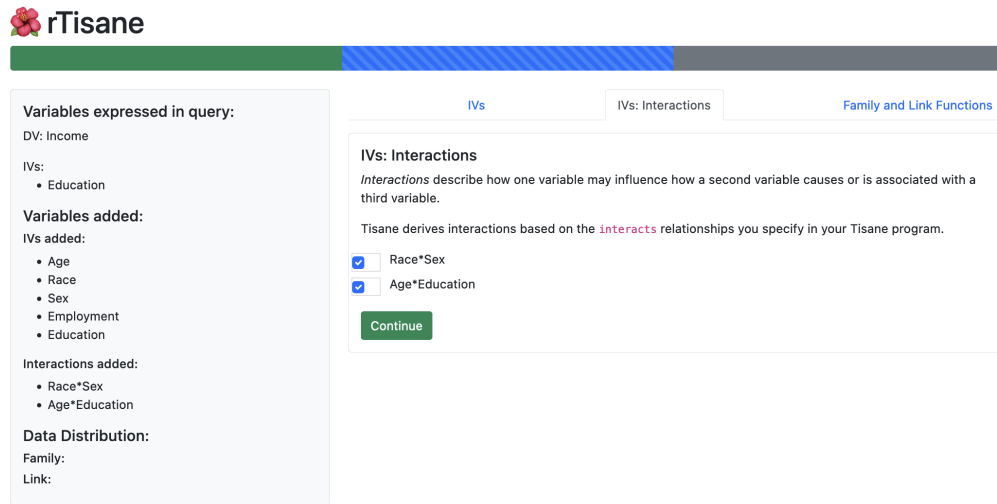 rTisane
Variables expressed in query:
DV: Income
IVs:
Education
Variables added:
IVs added:
Age
Race
Sex
Employment
Education
Interactions added:
Race*Sex
Age*Education
Data Distribution:
Family:
Link:
IVs
IVs: Interactions
Family and Link Functions
IVs: Interactions
Interactions describe how one variable may influence how a second variable causes or is associated with a
third variable.
Tisane derives interactions based on the interacts relationships you specify in your Tisane program.
Race*Sex
Age*Education
Continue